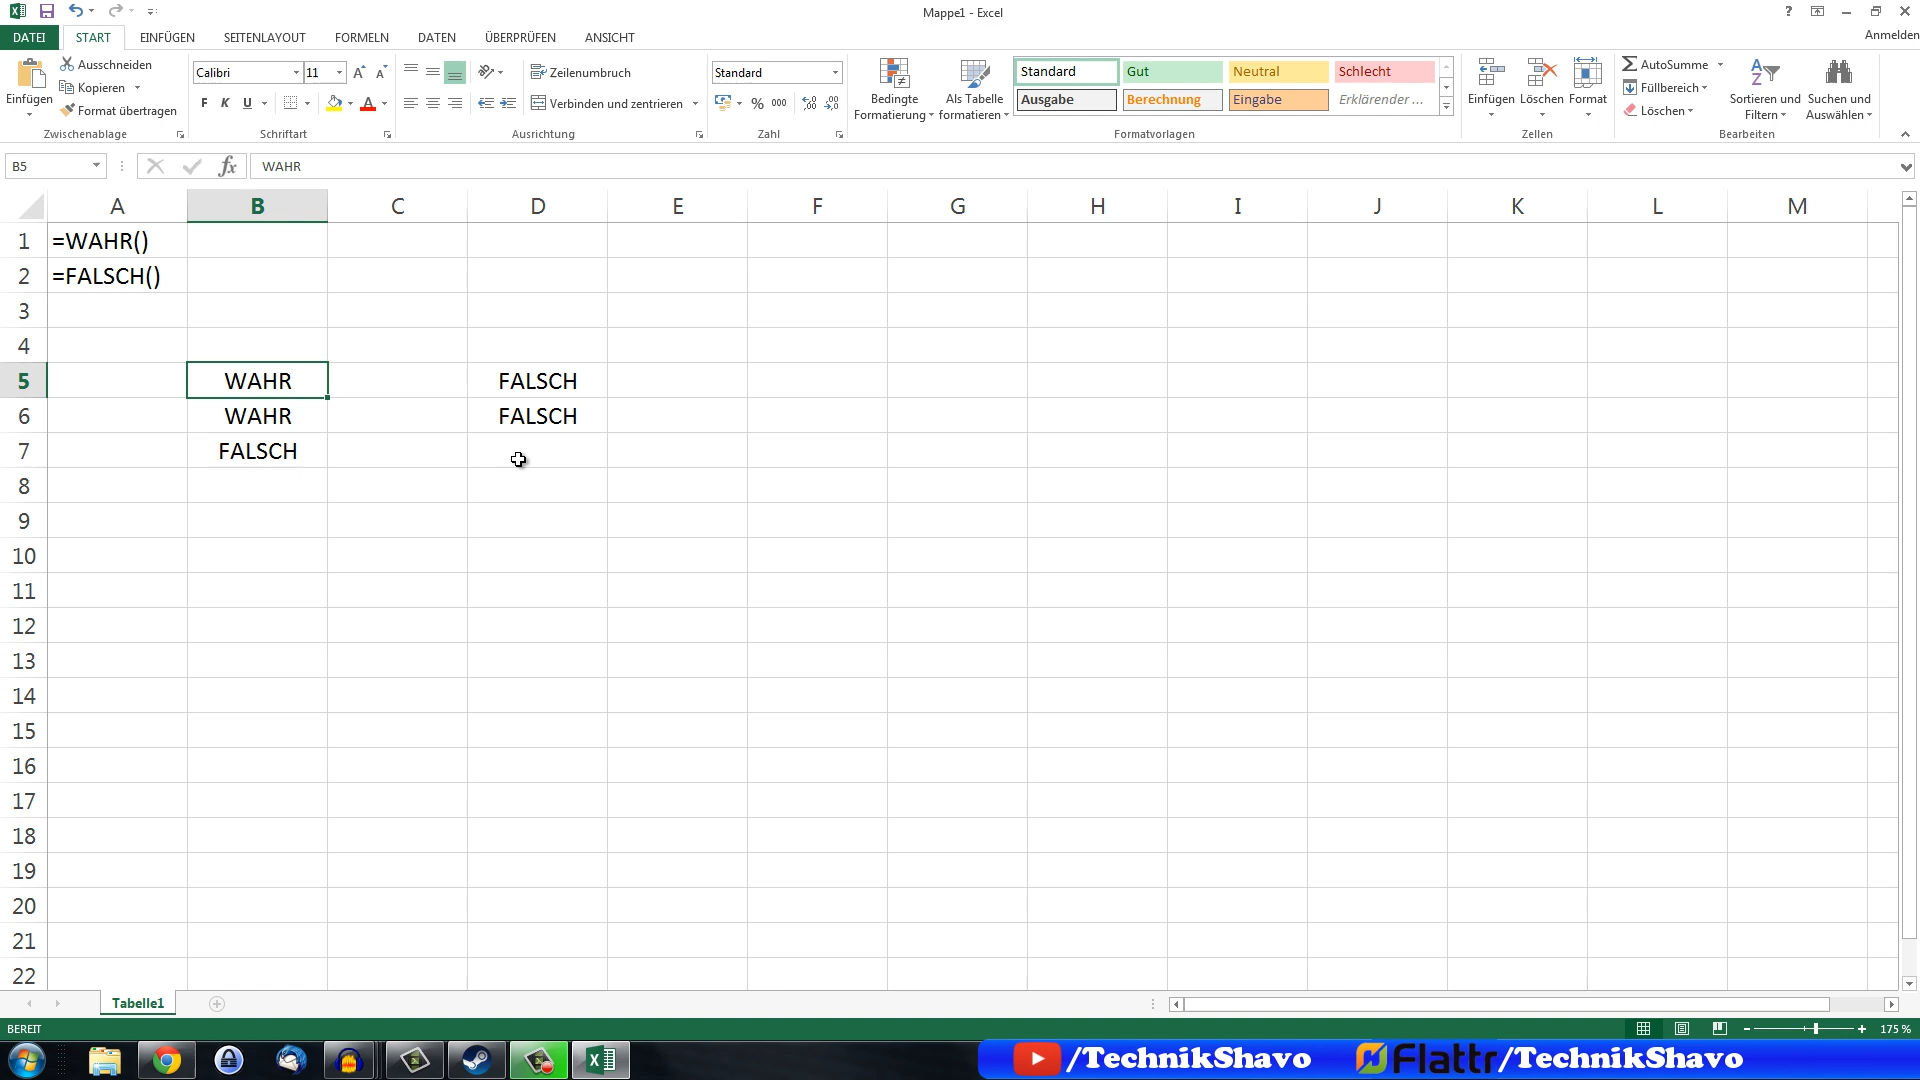 Mappe1 - Excel
?
Anmelden
DATEI START EINFÜGEN SEITENLAYOUT FORMELN DATEN ÜBERPRÜFEN ANSICHT
Einfügen
Ausschneiden
Kopieren
Format übertragen
Zwischenablage
Calibri 11
F K U
Schriftart
Zeilenumbruch
Verbinden und zentrieren
Ausrichtung
Standard
% 000
Zahl
Bedingte
Formatierung
Als Tabelle
formatieren
Standard Gut Neutral Schlecht
Ausgabe Berechnung Eingabe Erklärender ...
Formatvorlagen
Einfügen Löschen Format
Zellen
AutoSumme
Füllbereich
Löschen
Sortieren und
Filtern
Suchen und
Auswählen
Bearbeiten
B5 fx WAHR
A B C D E F G H I J K L M
1 =WAHR()
2 =FALSCH()
3
4
5 WAHR FALSCH
6 WAHR FALSCH
7 FALSCH
8
9
10
11
12
13
14
15
16
17
18
19
20
21
22
Tabelle1
BEREIT
175 %
/TechnikShavo Flattr/TechnikShavo